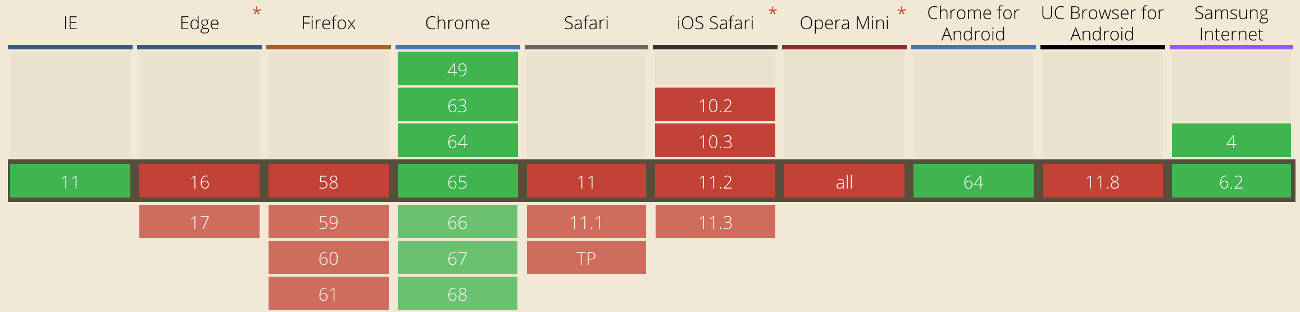 IE Edge * Firefox Chrome Safari iOS Safari * Opera Mini * Chrome for Android UC Browser for Android Samsung Internet
49
63 10.2
64 10.3 4
11 16 58 65 11 11.2 all 64 11.8 6.2
17 59 66 11.1 11.3
60 67 TP
61 68